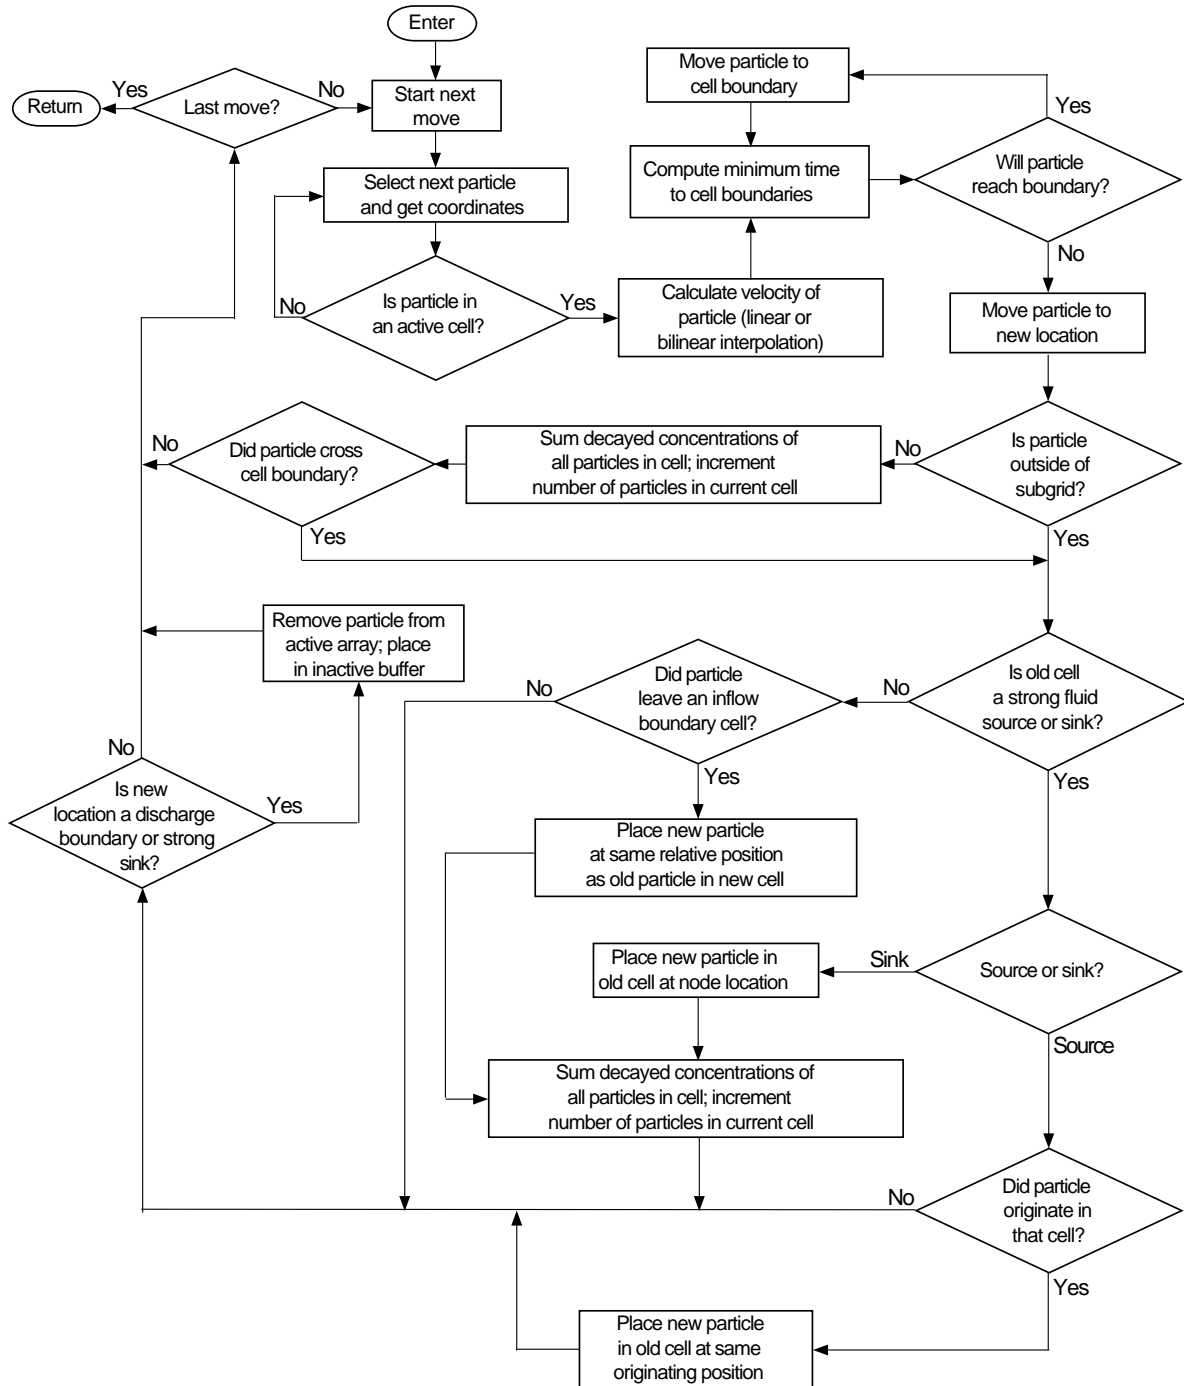 Enter
Return
Yes
Last move?
No
Start next
move
Move particle to
cell boundary
Yes
Select next particle
and get coordinates
Compute minimum time
to cell boundaries
Will particle
reach boundary?
No
No
Is particle in
an active cell?
Yes
Calculate velocity of
particle (linear or
bilinear interpolation)
Move particle to
new location
No
Did particle cross
cell boundary?
Yes
Sum decayed concentrations of
all particles in cell; increment
number of particles in current cell
No
Is particle
outside of
subgrid?
Yes
Remove particle from
active array; place
in inactive buffer
No
Did particle
leave an inflow
boundary cell?
Yes
No
Is old cell
a strong fluid
source or sink?
Yes
No
Is new
location a discharge
boundary or strong
sink?
Yes
Place new particle
at same relative position
as old particle in new cell
Place new particle in
old cell at node location
Sink
Source or sink?
Source
Sum decayed concentrations of
all particles in cell; increment
number of particles in current cell
No
Did particle
originate in
that cell?
Yes
Place new particle
in old cell at same
originating position